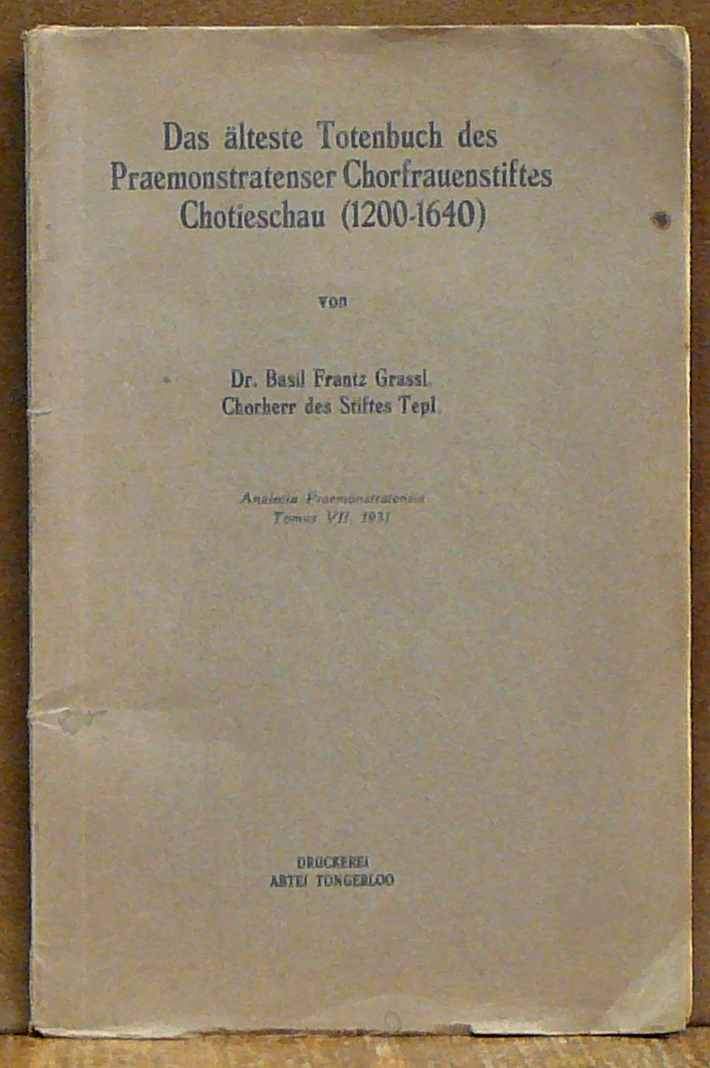 Das älteste Totenbuch des
Praemonstratenser Chorfrauenstiftes
Chotieschau (1200-1640)
von
Dr. Basil Frantz Grassl
Chorherr des Stiftes Tepl.
Analecta Praemonstratensia
Tomus VII, 1931
DRUCKEREI
ABTEI TONGERLOO